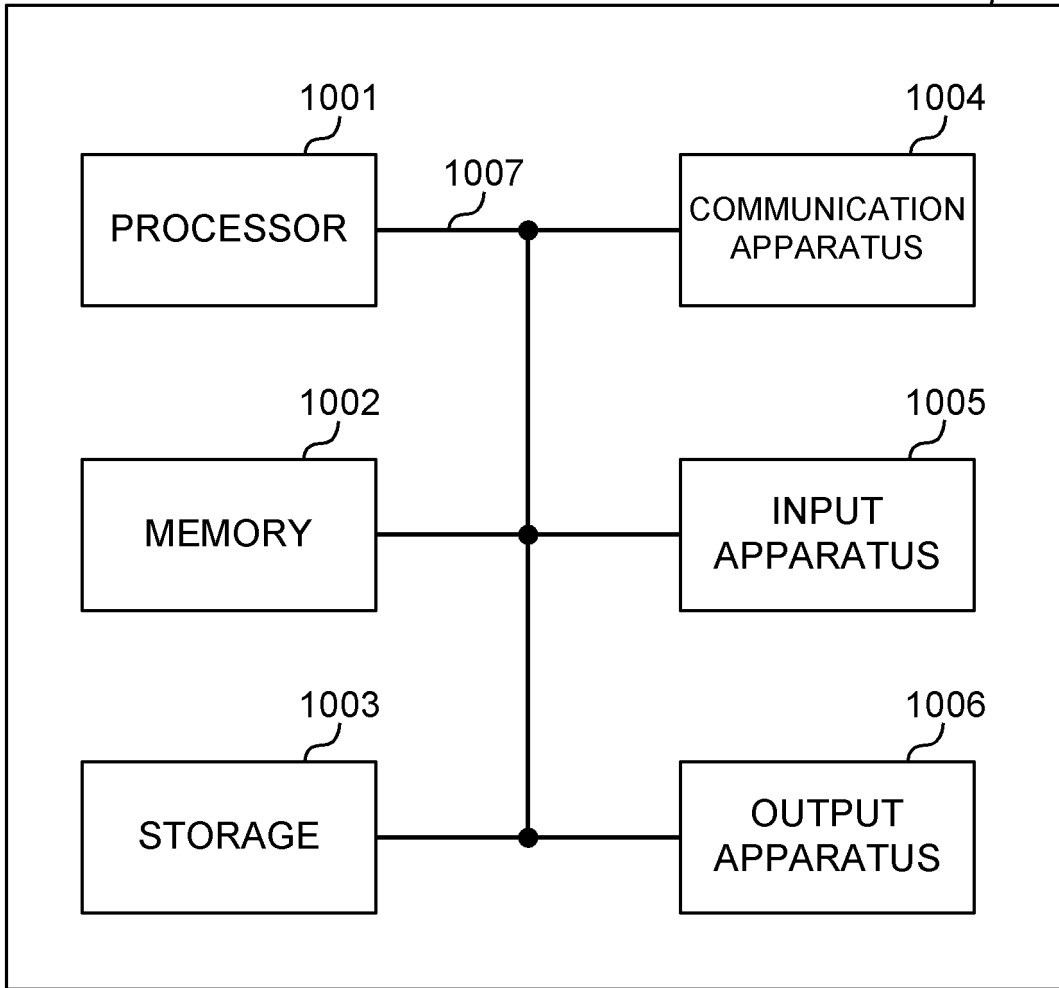 1001
PROCESSOR
1007
1004
COMMUNICATION
APPARATUS
1002
MEMORY
1005
INPUT
APPARATUS
1003
STORAGE
1006
OUTPUT
APPARATUS